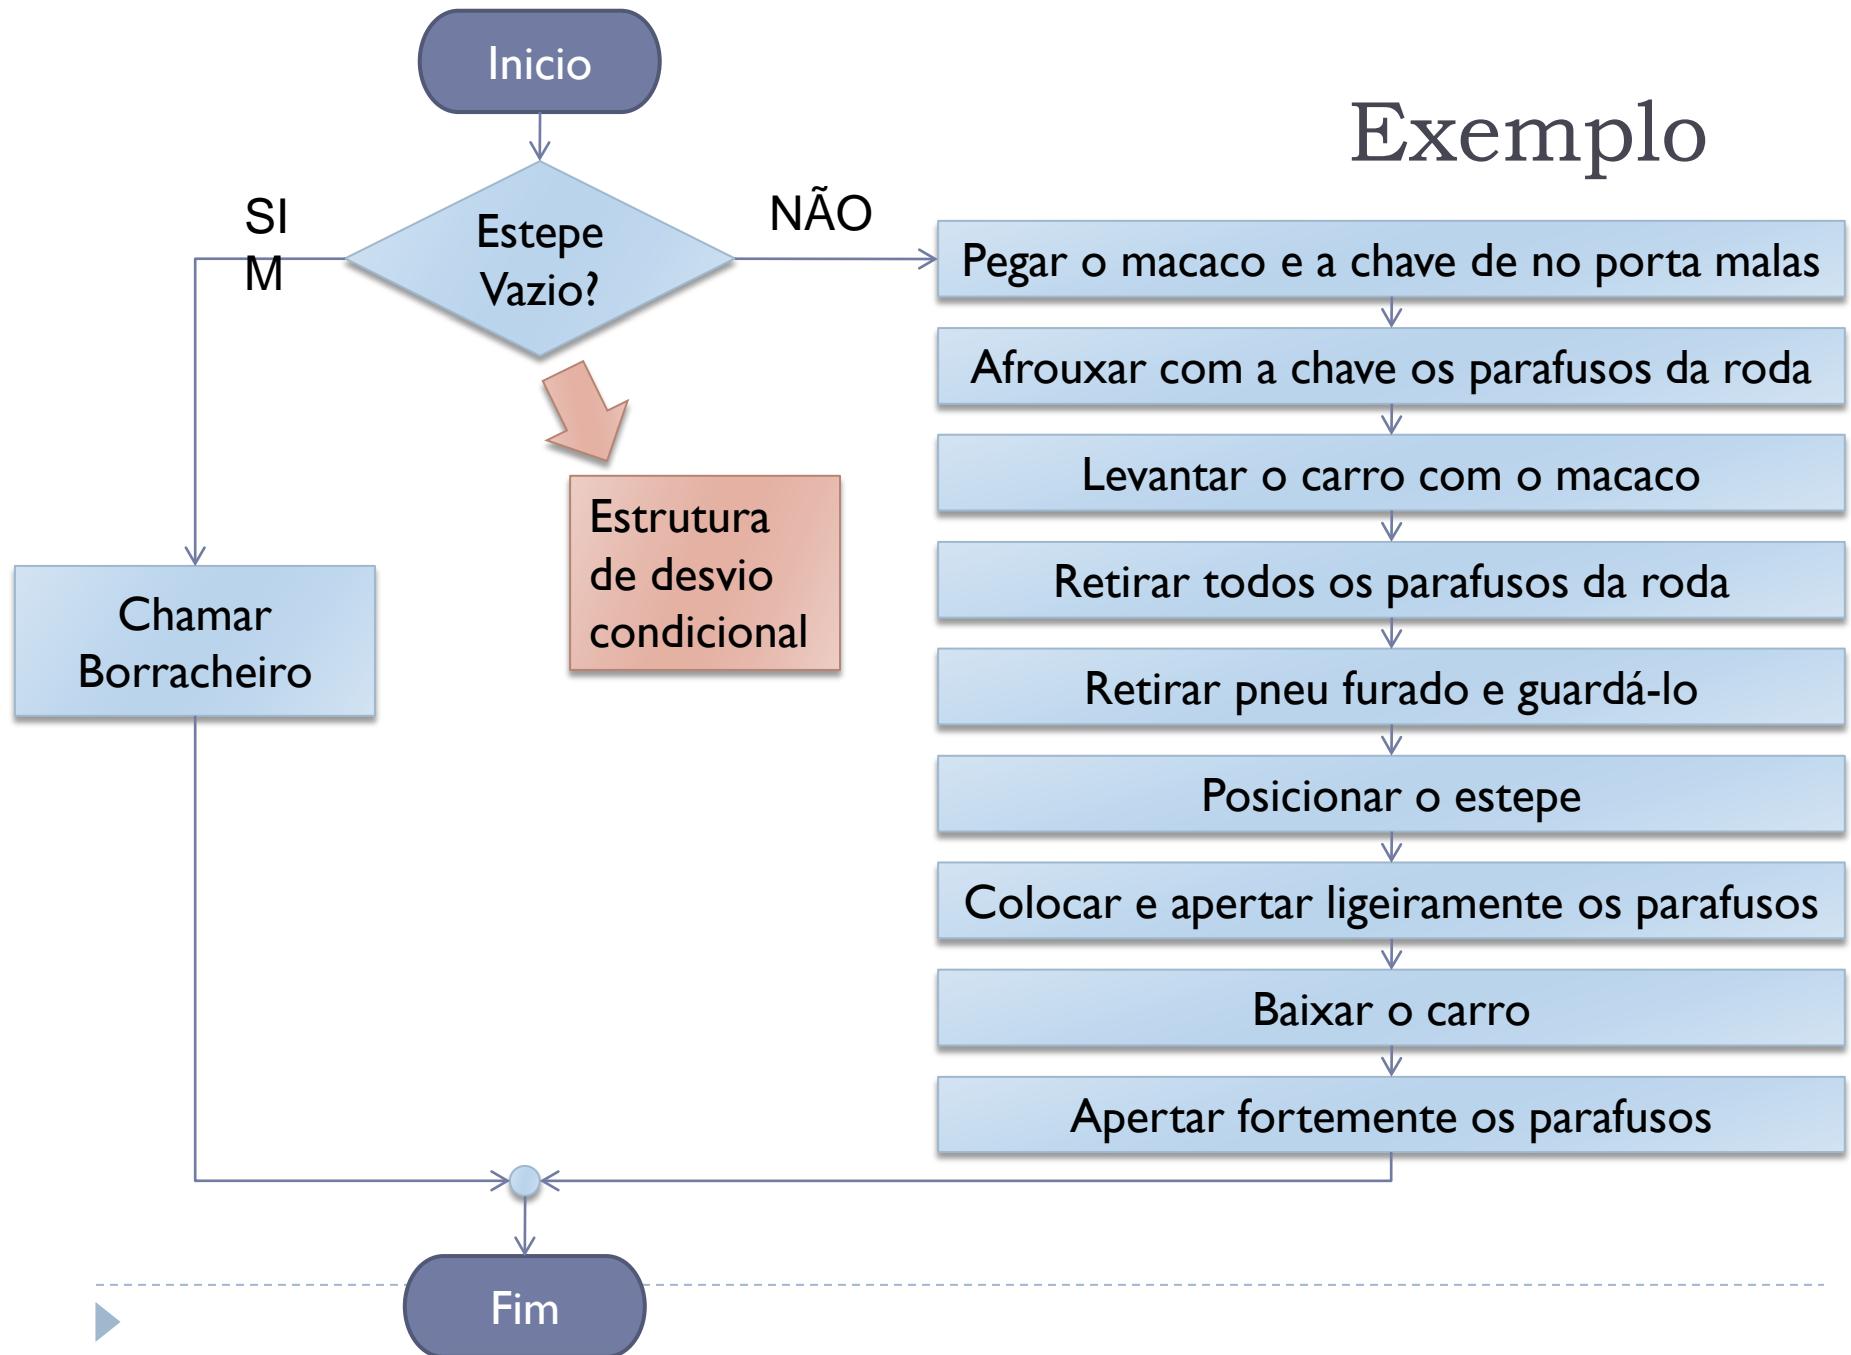 Inicio
Exemplo
SI
M
Estepe
Vazio?
NÃO
Pegar o macaco e a chave de no porta malas
Afrouxar com a chave os parafusos da roda
Levantar o carro com o macaco
Estrutura
de desvio
condicional
Retirar todos os parafusos da roda
Chamar
Borracheiro
Retirar pneu furado e guardá-lo
Posicionar o estepe
Colocar e apertar ligeiramente os parafusos
Baixar o carro
Apertar fortemente os parafusos
Fim